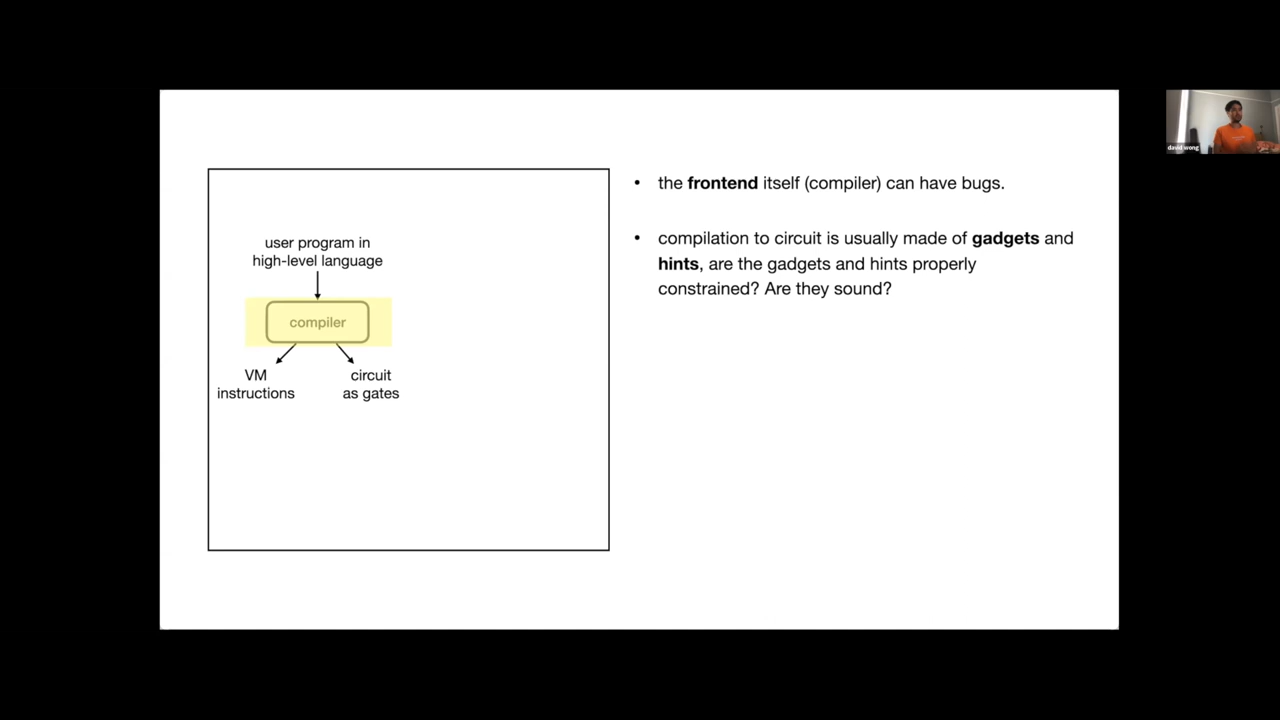 user program in
high-level language
compiler
VM
instructions
circuit
as gates
• the frontend itself (compiler) can have bugs.
• compilation to circuit is usually made of gadgets and
hints, are the gadgets and hints properly
constrained? Are they sound?
david wong